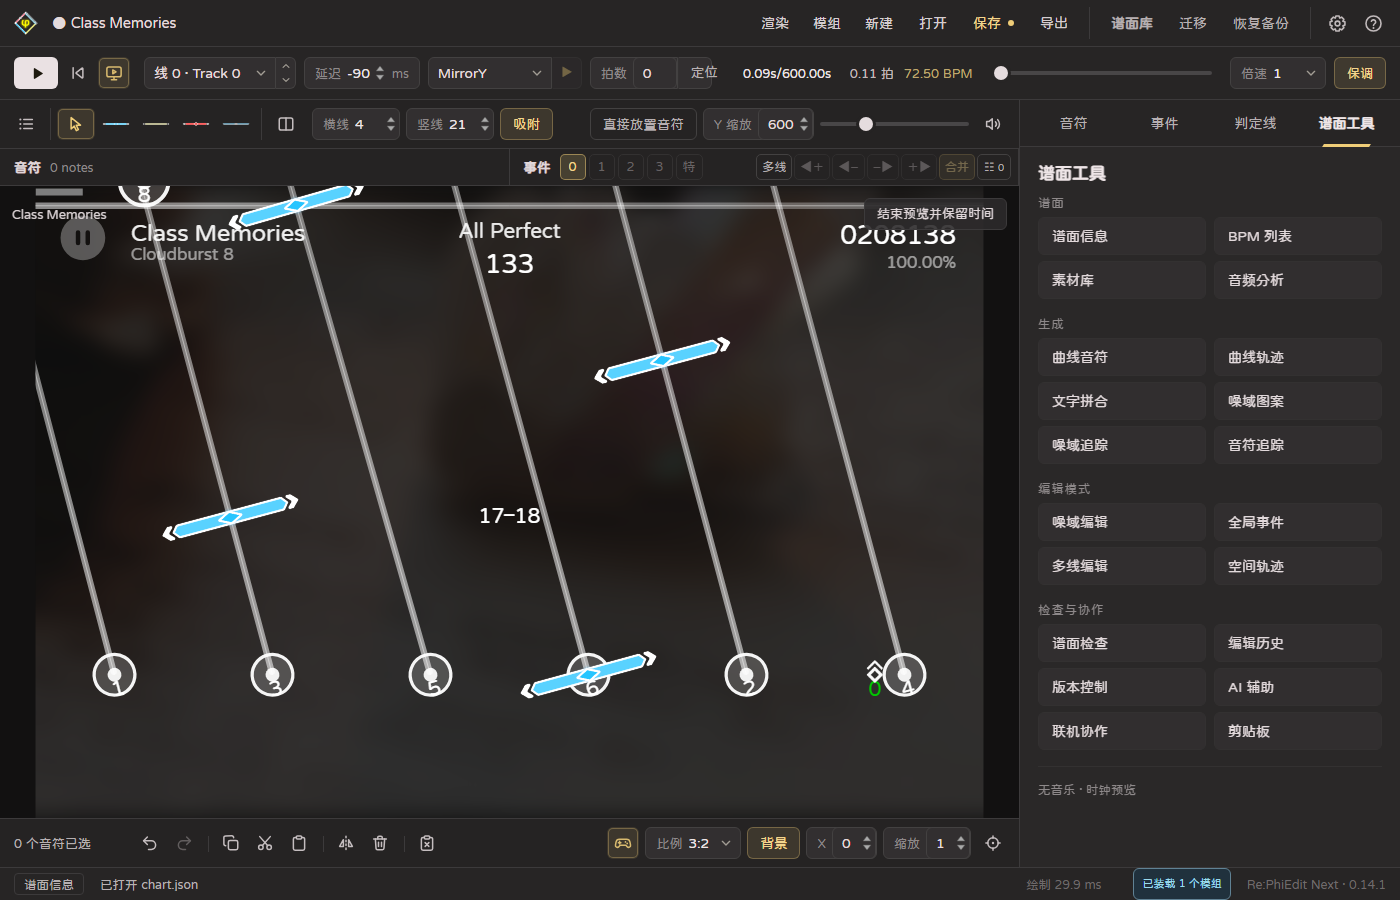 Class Memories
渲染 模组 新建 打开 保存 导出 谱面库 迁移 恢复备份
线 0 · Track 0 延迟 -90 ms MirrorY 拍数 0 定位 0.09s/600.00s 0.11 拍 72.50 BPM 倍速 1 保调
横线 4 竖线 21 吸附 直接放置音符 Y 缩放 600
音符 事件 判定线 谱面工具
音符 0 notes 事件 0 1 2 3 特 多线 合并 0
8
Class Memories
结束预览并保留时间
Class Memories
Cloudburst 8
All Perfect
133
0208138
100.00%
17–18
1 3 5 6 2 0 4
谱面工具
谱面
谱面信息 BPM 列表
素材库 音频分析
生成
曲线音符 曲线轨迹
文字拼合 噪域图案
噪域追踪 音符追踪
编辑模式
噪域编辑 全局事件
多线编辑 空间轨迹
检查与协作
谱面检查 编辑历史
版本控制 AI 辅助
联机协作 剪贴板
无音乐 · 时钟预览
0 个音符已选 比例 3:2 背景 X 0 缩放 1
谱面信息 已打开 chart.json 绘制 29.9 ms 已装载 1 个模组 Re:PhiEdit Next · 0.14.1